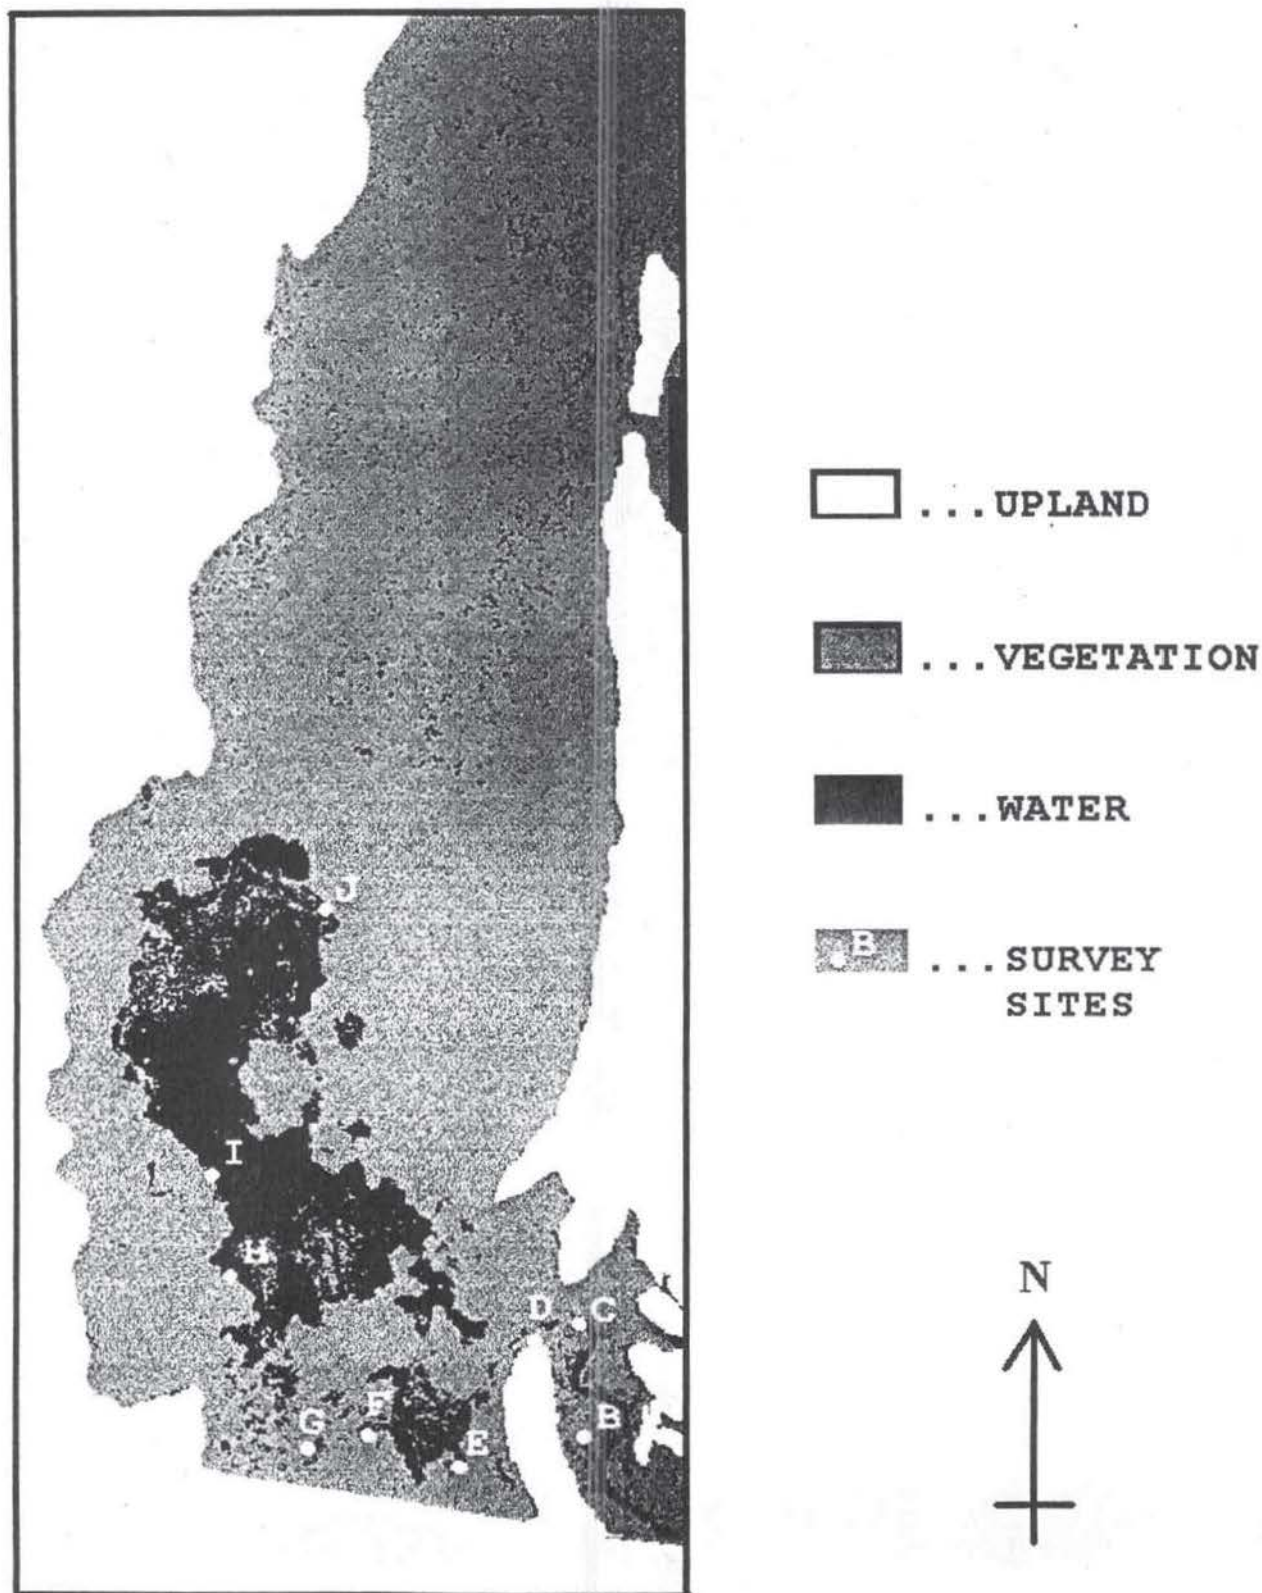 ...UPLAND
...VEGETATION
...WATER
B
...SURVEY
SITES
J
I
H
D
C
F
G
B
E
N